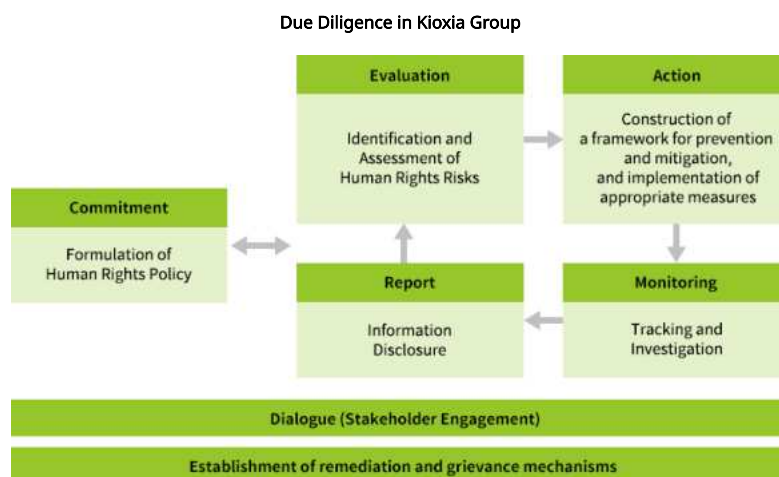 Due Diligence in Kioxia Group
Evaluation
Identification and
Assessment of
Human Rights Risks
Action
Construction of
a framework for prevention
and mitigation,
and implementation of
appropriate measures
Commitment
Formulation of
Human Rights Policy
Report
Information
Disclosure
Monitoring
Tracking and
Investigation
Dialogue (Stakeholder Engagement)
Establishment of remediation and grievance mechanisms